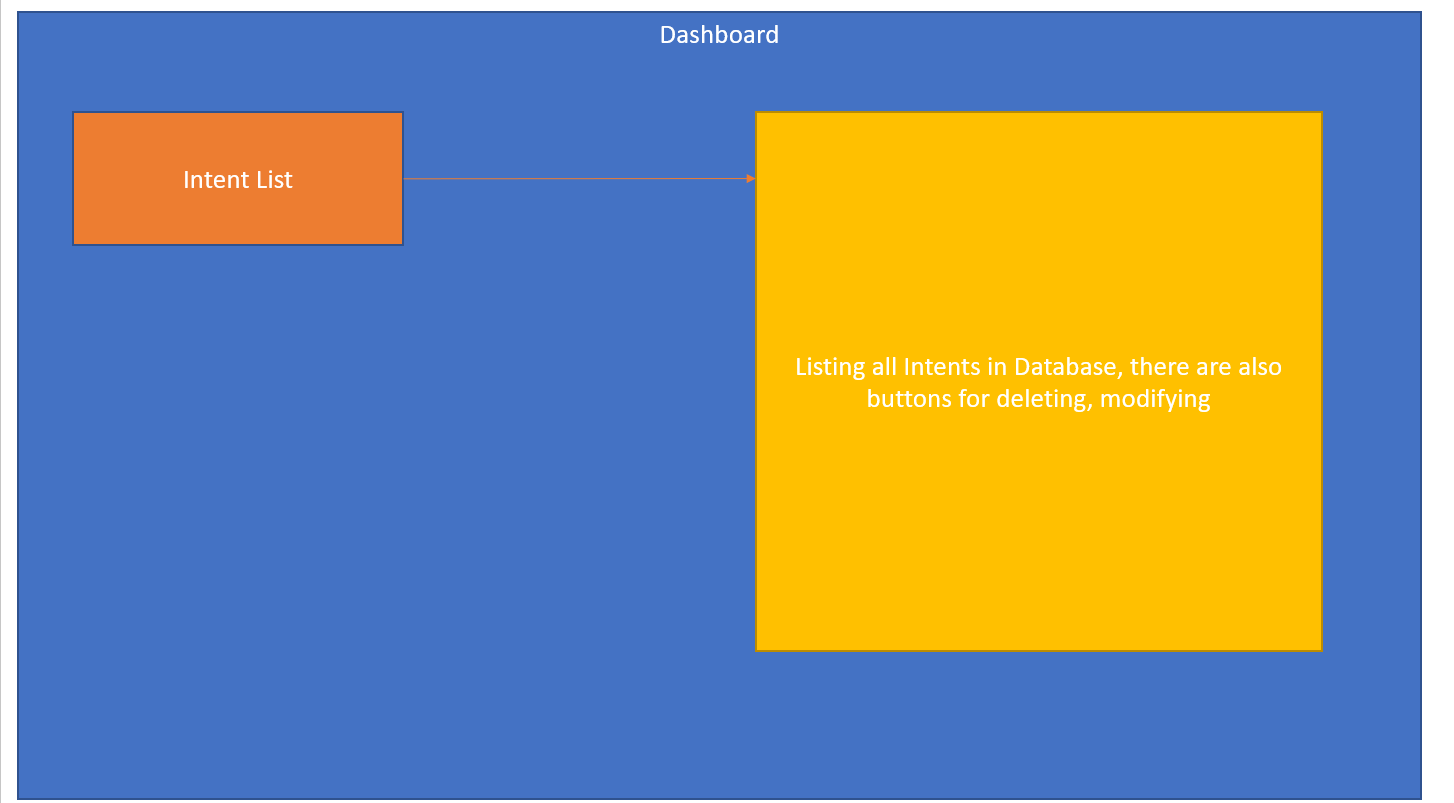 Dashboard
Intent List
Listing all Intents in Database, there are also
buttons for deleting, modifying